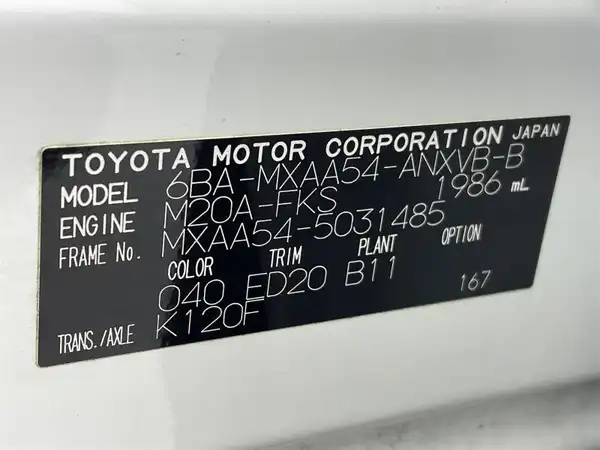 TOYOTA MOTOR CORPORATION JAPAN
MODEL 6BA-MXAA54-ANXVB-B
ENGINE M20A-FKS 1986 mL
FRAME No. MXAA54-5031485
COLOR TRIM PLANT OPTION
040 ED20 B11 167
TRANS./AXLE K120F